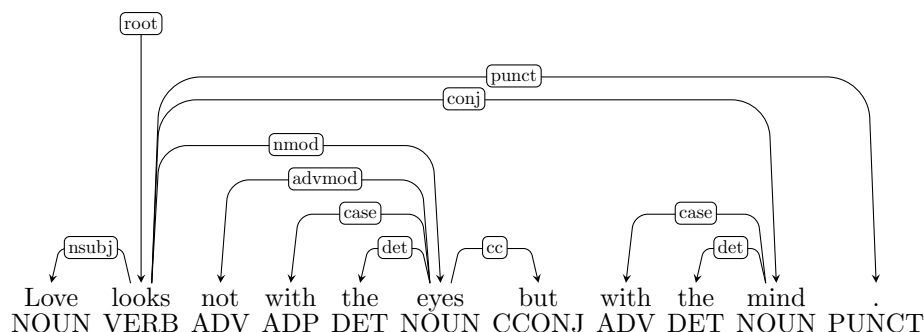 root
punct
conj
nmod
advmod
case case
nsubj det cc det
Love looks not with the eyes but with the mind .
NOUN VERB ADV ADP DET NOUN CCONJ ADV DET NOUN PUNCT